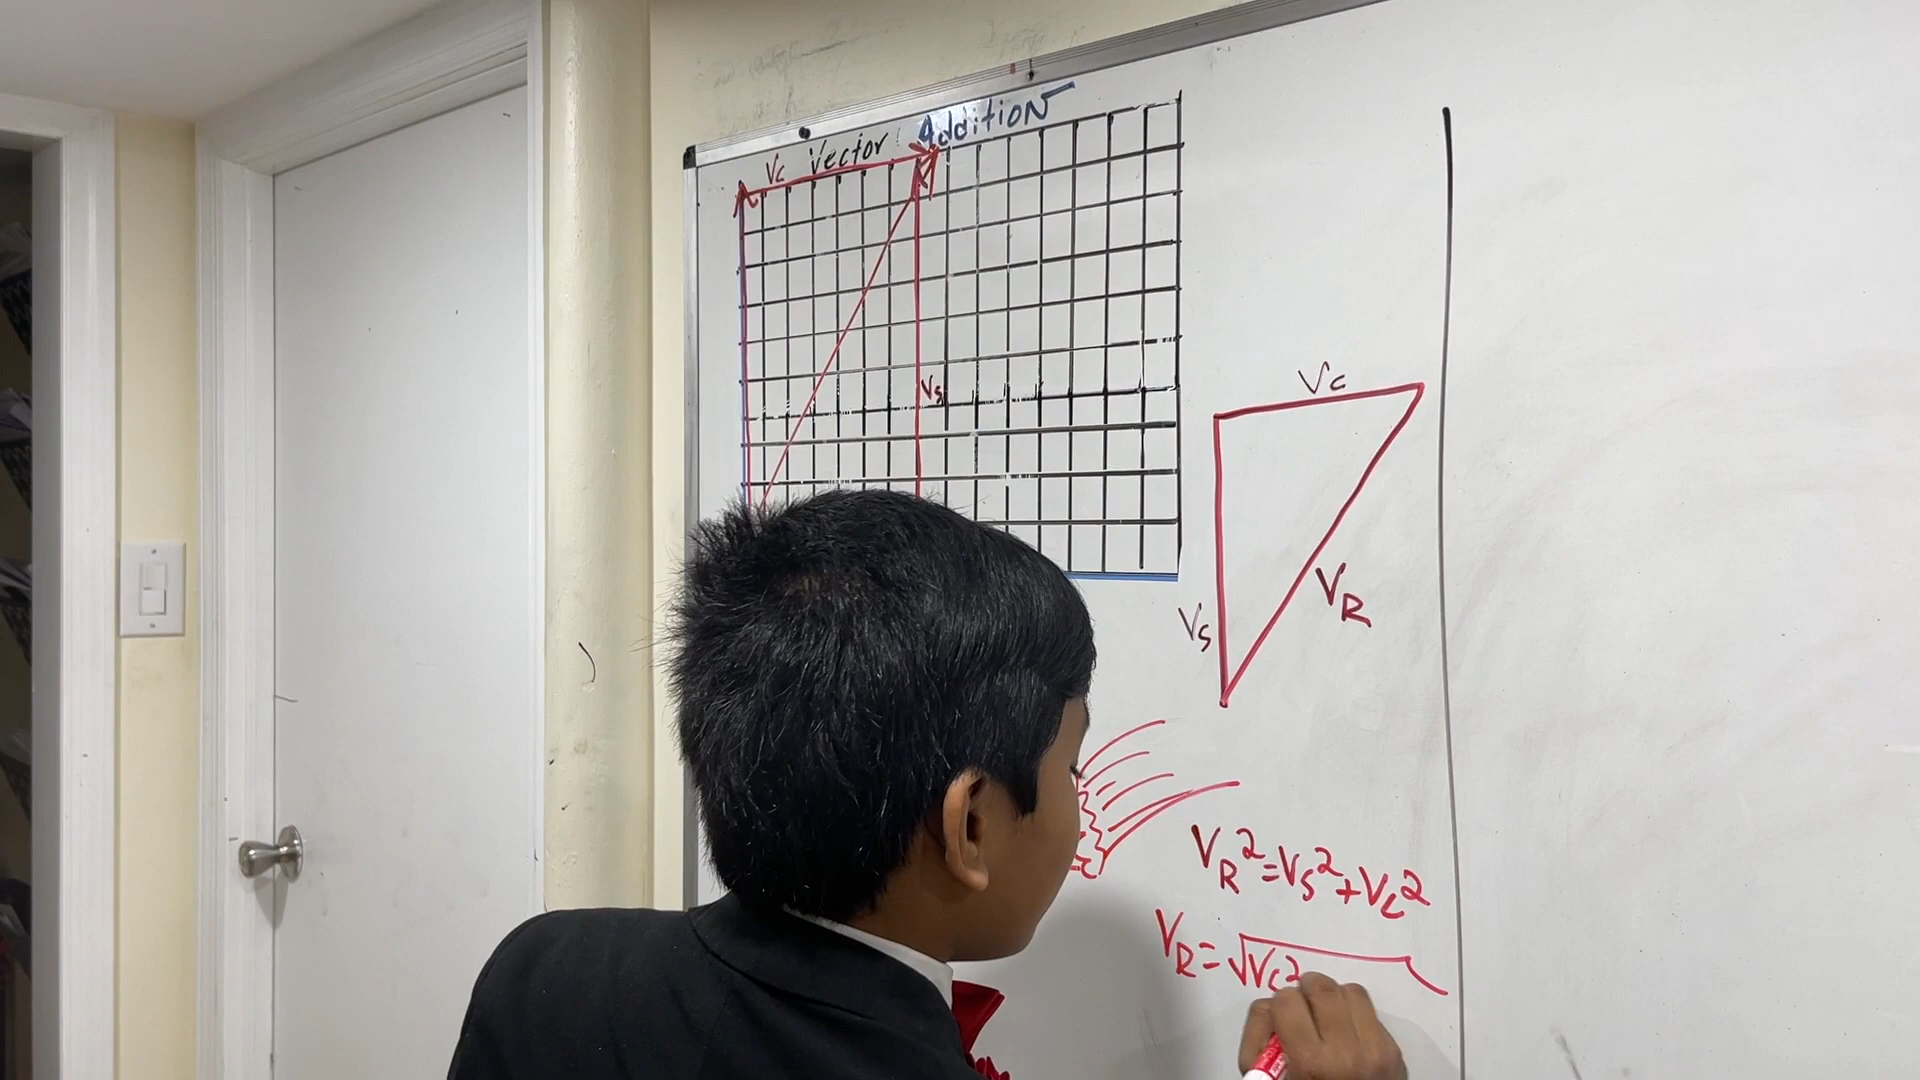 Vector Addition
Vc
Vs
Vc
Vs
VR
VR² = Vs² + Vc²
VR = √Vc²